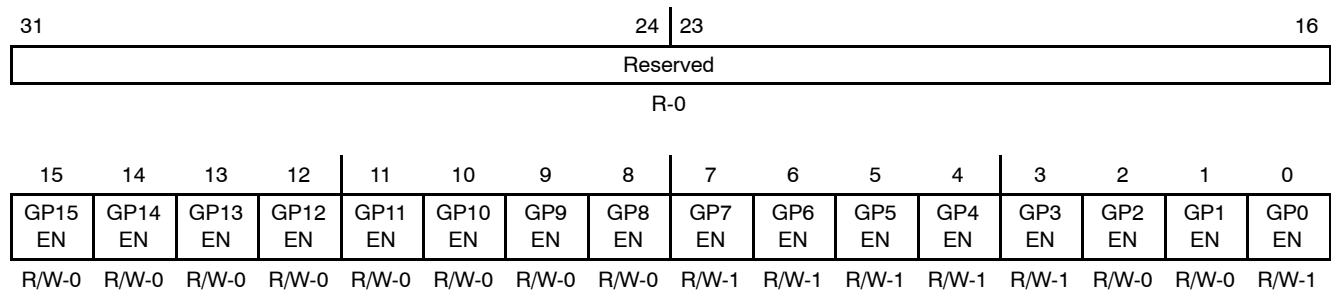 31 24 23 16
Reserved
R-0
15 14 13 12 11 10 9 8 7 6 5 4 3 2 1 0
GP15 GP14 GP13 GP12 GP11 GP10 GP9 GP8 GP7 GP6 GP5 GP4 GP3 GP2 GP1 GP0
EN EN EN EN EN EN EN EN EN EN EN EN EN EN EN EN
R/W-0 R/W-0 R/W-0 R/W-0 R/W-0 R/W-0 R/W-0 R/W-0 R/W-1 R/W-1 R/W-1 R/W-1 R/W-1 R/W-0 R/W-0 R/W-1